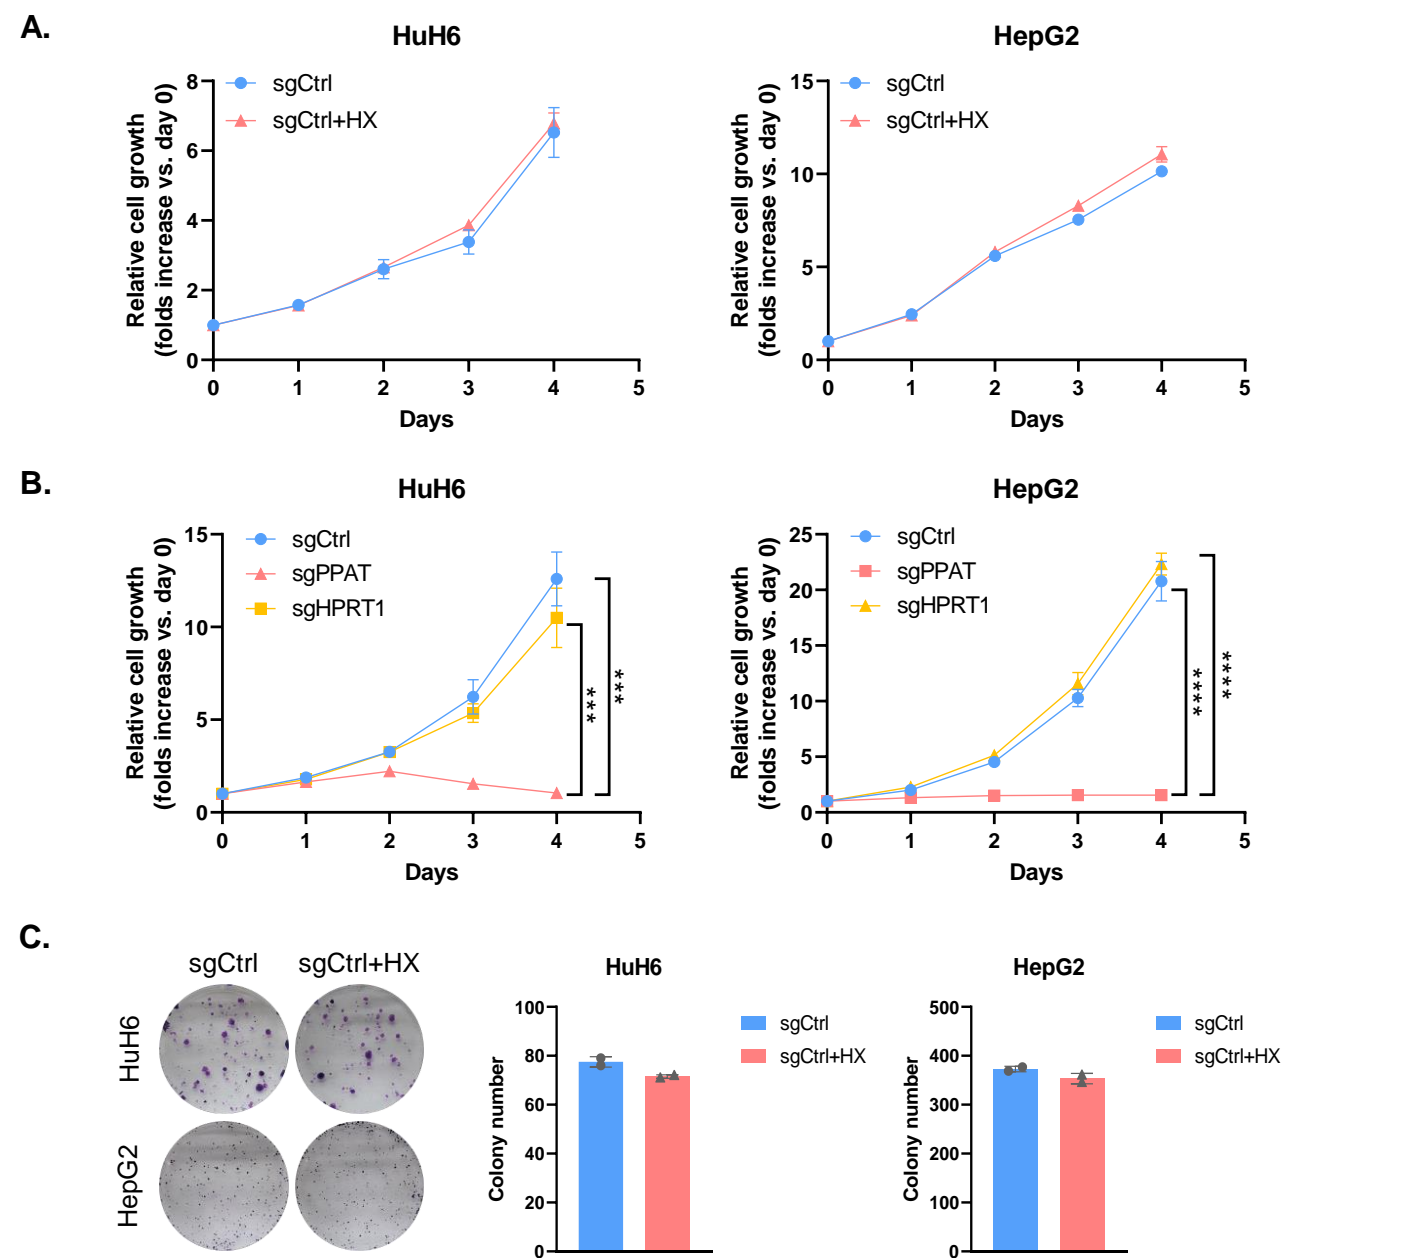 A.
HuH6
HepG2
8
6
4
2
0
sgCtrl
sgCtrl+HX
Relative cell growth
(folds increase vs. day 0)
0 1 2 3 4 5
Days
15
10
5
0
sgCtrl
sgCtrl+HX
Relative cell growth
(folds increase vs. day 0)
0 1 2 3 4 5
Days
B.
HuH6
HepG2
15
10
5
0
sgCtrl
sgPPAT
sgHPRT1
Relative cell growth
(folds increase vs. day 0)
***
***
0 1 2 3 4 5
Days
25
20
15
10
5
0
sgCtrl
sgPPAT
sgHPRT1
Relative cell growth
(folds increase vs. day 0)
****
****
0 1 2 3 4 5
Days
C.
sgCtrl sgCtrl+HX
HuH6
HepG2
HuH6
100
80
60
40
20
0
Colony number
sgCtrl
sgCtrl+HX
HepG2
500
400
300
200
100
0
Colony number
sgCtrl
sgCtrl+HX